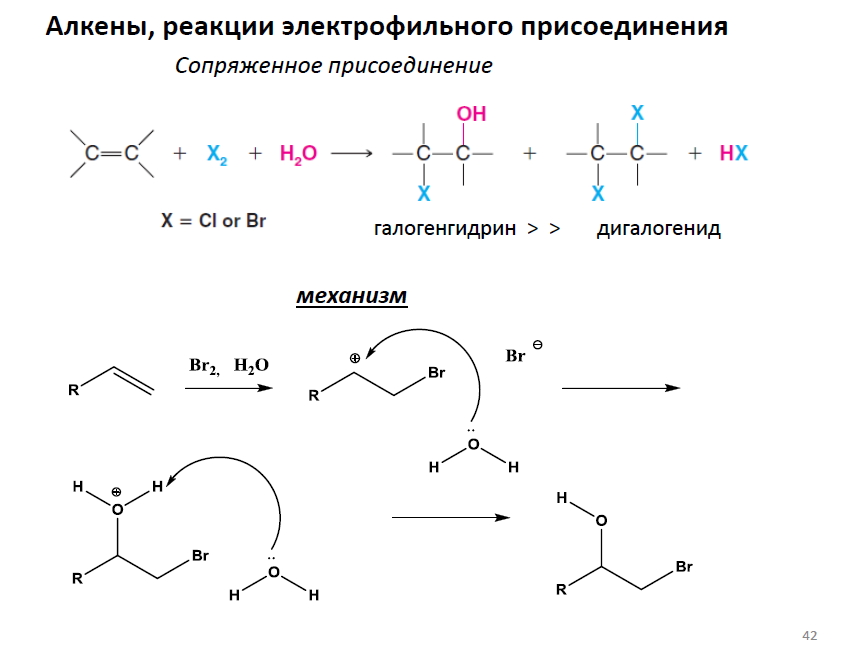 Алкены, реакции электрофильного присоединения
Сопряженное присоединение
C=C + X2 + H2O → —C—C— + —C—C— + HX
OH
X
X
X
X = Cl or Br
галогенгидрин > > дигалогенид
механизм
R
Br2, H2O
⊕
R
Br
Br ⊖
..
O
H
H
H
⊕
H
O
R
Br
..
O
H
H
H
O
R
Br
42